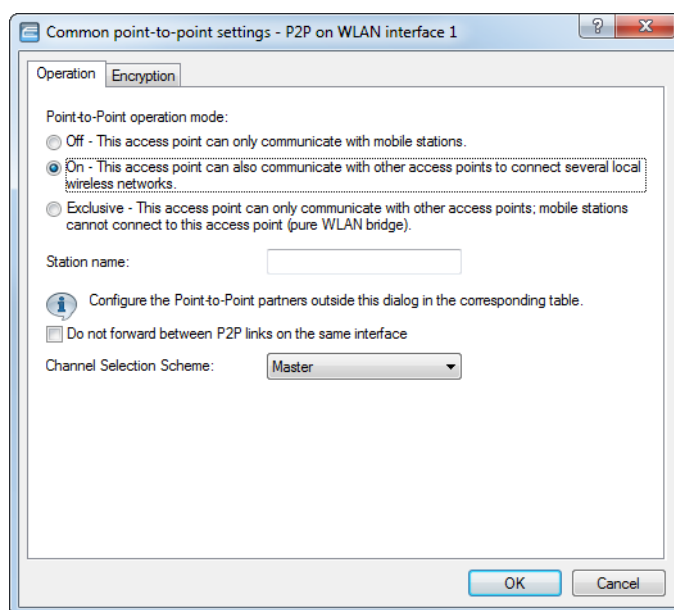 Common point-to-point settings - P2P on WLAN interface 1
Operation
Encryption
Point-to-Point operation mode:
Off - This access point can only communicate with mobile stations.
On - This access point can also communicate with other access points to connect several local
wireless networks.
Exclusive - This access point can only communicate with other access points; mobile stations
cannot connect to this access point (pure WLAN bridge).
Station name:
Configure the Point-to-Point partners outside this dialog in the corresponding table.
Do not forward between P2P links on the same interface
Channel Selection Scheme:
Master
OK
Cancel